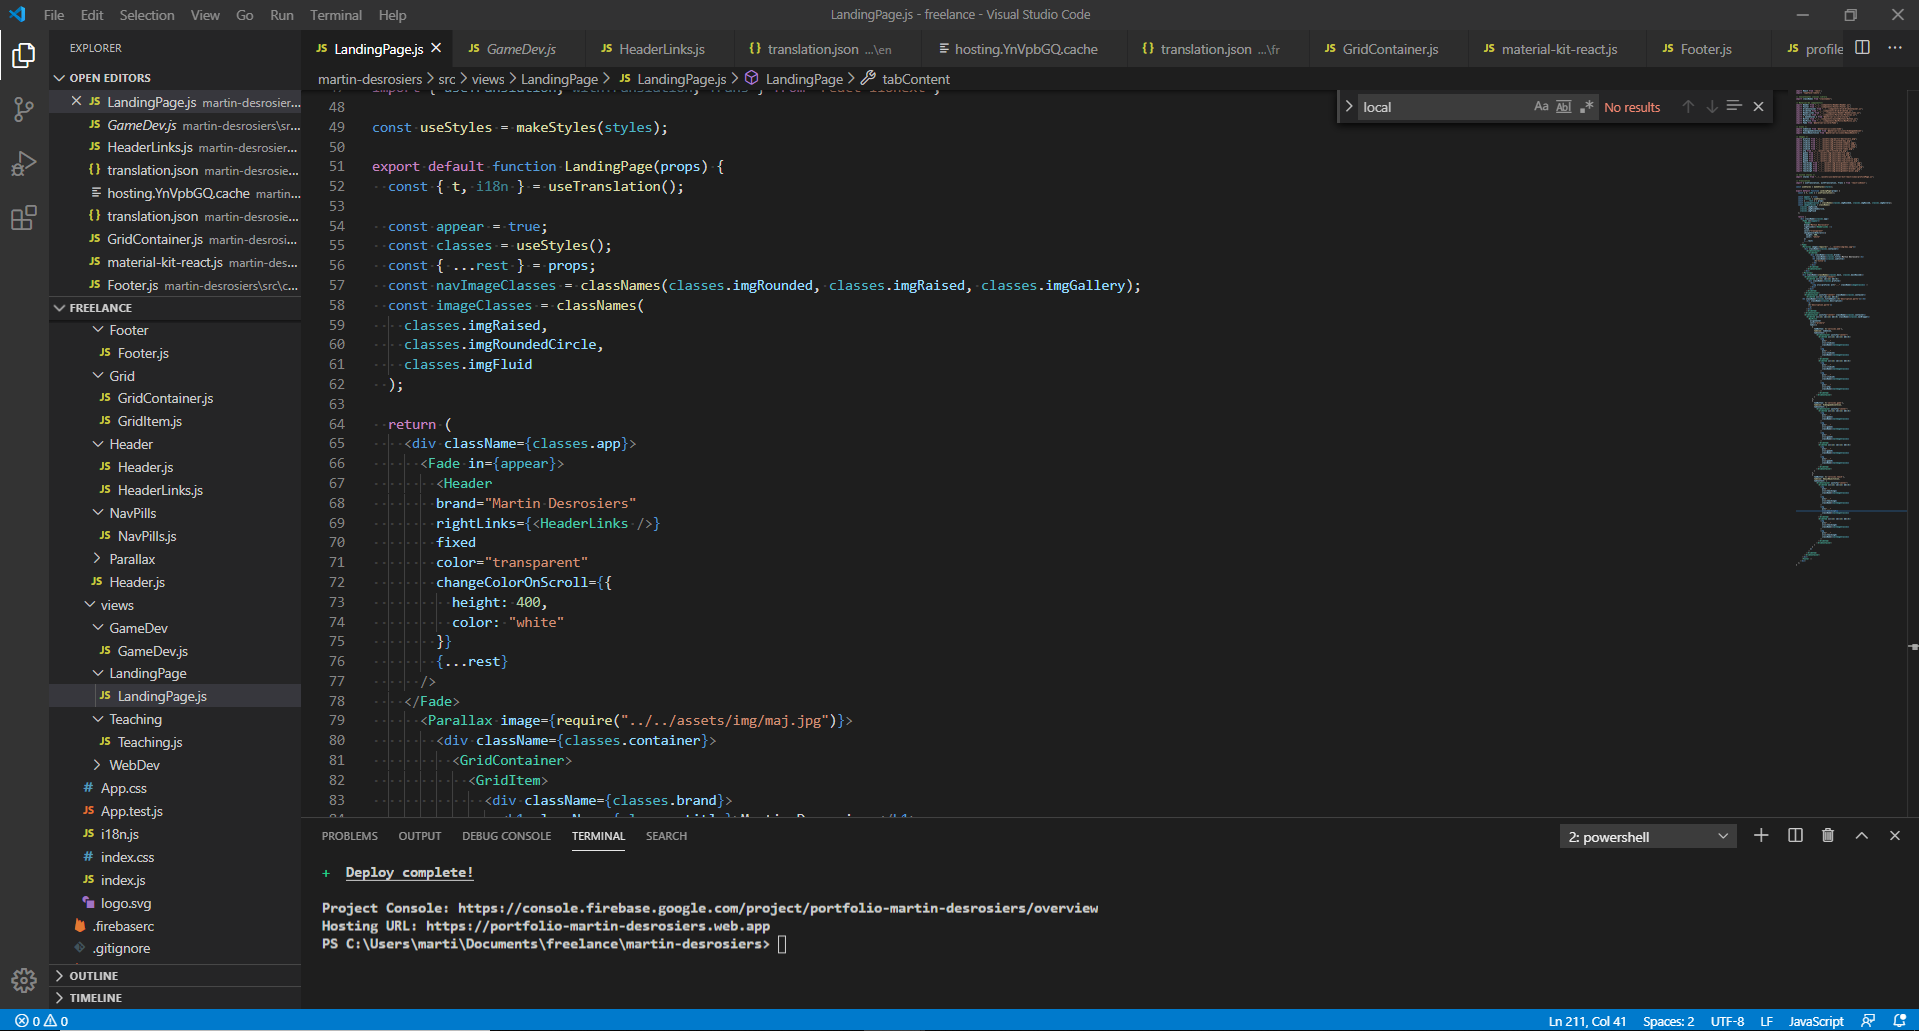 File Edit Selection View Go Run Terminal Help
LandingPage.js - freelance - Visual Studio Code
EXPLORER
OPEN EDITORS
LandingPage.js martin-desrosier...
GameDev.js martin-desrosiers\sr...
HeaderLinks.js martin-desrosier...
translation.json martin-desrosie...
hosting.YnVpbGQ.cache martin...
translation.json martin-desrosie...
GridContainer.js martin-desrosi...
material-kit-react.js martin-des...
Footer.js martin-desrosiers\src\c...
FREELANCE
Footer
Footer.js
Grid
GridContainer.js
GridItem.js
Header
Header.js
HeaderLinks.js
NavPills
NavPills.js
Parallax
Header.js
views
GameDev
GameDev.js
LandingPage
LandingPage.js
Teaching
Teaching.js
WebDev
App.css
App.test.js
i18n.js
index.css
index.js
logo.svg
.firebaserc
.gitignore
OUTLINE
TIMELINE
LandingPage.js GameDev.js HeaderLinks.js translation.json ...\en hosting.YnVpbGQ.cache translation.json ...\fr GridContainer.js material-kit-react.js Footer.js profile
martin-desrosiers > src > views > LandingPage > LandingPage.js > LandingPage > tabContent
local Aa Abl .* No results
48
49 const useStyles = makeStyles(styles);
50
51 export default function LandingPage(props) {
52 const { t, i18n } = useTranslation();
53
54 const appear = true;
55 const classes = useStyles();
56 const { ...rest } = props;
57 const navImageClasses = classNames(classes.imgRounded, classes.imgRaised, classes.imgGallery);
58 const imageClasses = classNames(
59 classes.imgRaised,
60 classes.imgRoundedCircle,
61 classes.imgFluid
62 );
63
64 return (
65 <div className={classes.app}>
66 <Fade in={appear}>
67 <Header
68 brand="Martin Desrosiers"
69 rightLinks={<HeaderLinks />}
70 fixed
71 color="transparent"
72 changeColorOnScroll={{
73 height: 400,
74 color: "white"
75 }}
76 {...rest}
77 />
78 </Fade>
79 <Parallax image={require("../../assets/img/maj.jpg")}>
80 <div className={classes.container}>
81 <GridContainer>
82 <GridItem>
83 <div className={classes.brand}>
PROBLEMS OUTPUT DEBUG CONSOLE TERMINAL SEARCH
2: powershell
+ Deploy complete!
Project Console: https://console.firebase.google.com/project/portfolio-martin-desrosiers/overview
Hosting URL: https://portfolio-martin-desrosiers.web.app
PS C:\Users\marti\Documents\freelance\martin-desrosiers>
0 0
Ln 211, Col 41 Spaces: 2 UTF-8 LF JavaScript